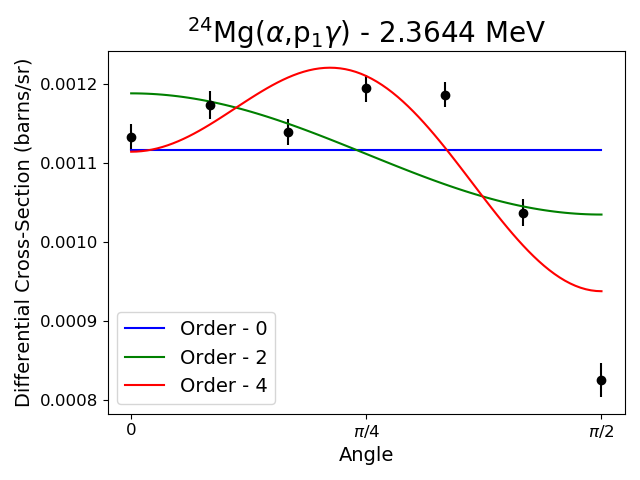 ²⁴Mg(α,p₁γ) - 2.3644 MeV
Differential Cross-Section (barns/sr)
0.0012
0.0011
0.0010
0.0009
0.0008
Order - 0
Order - 2
Order - 4
0
π/4
π/2
Angle